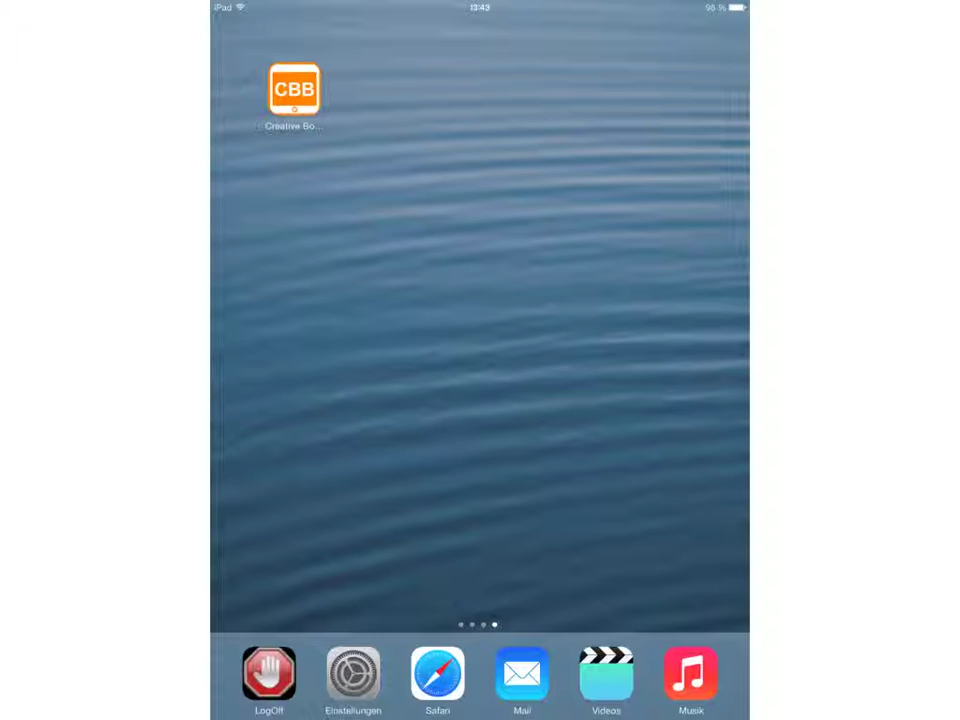 iPad 13:43 98 %
CBB
Creative Bo...
LogOff Einstellungen Safari Mail Videos Musik